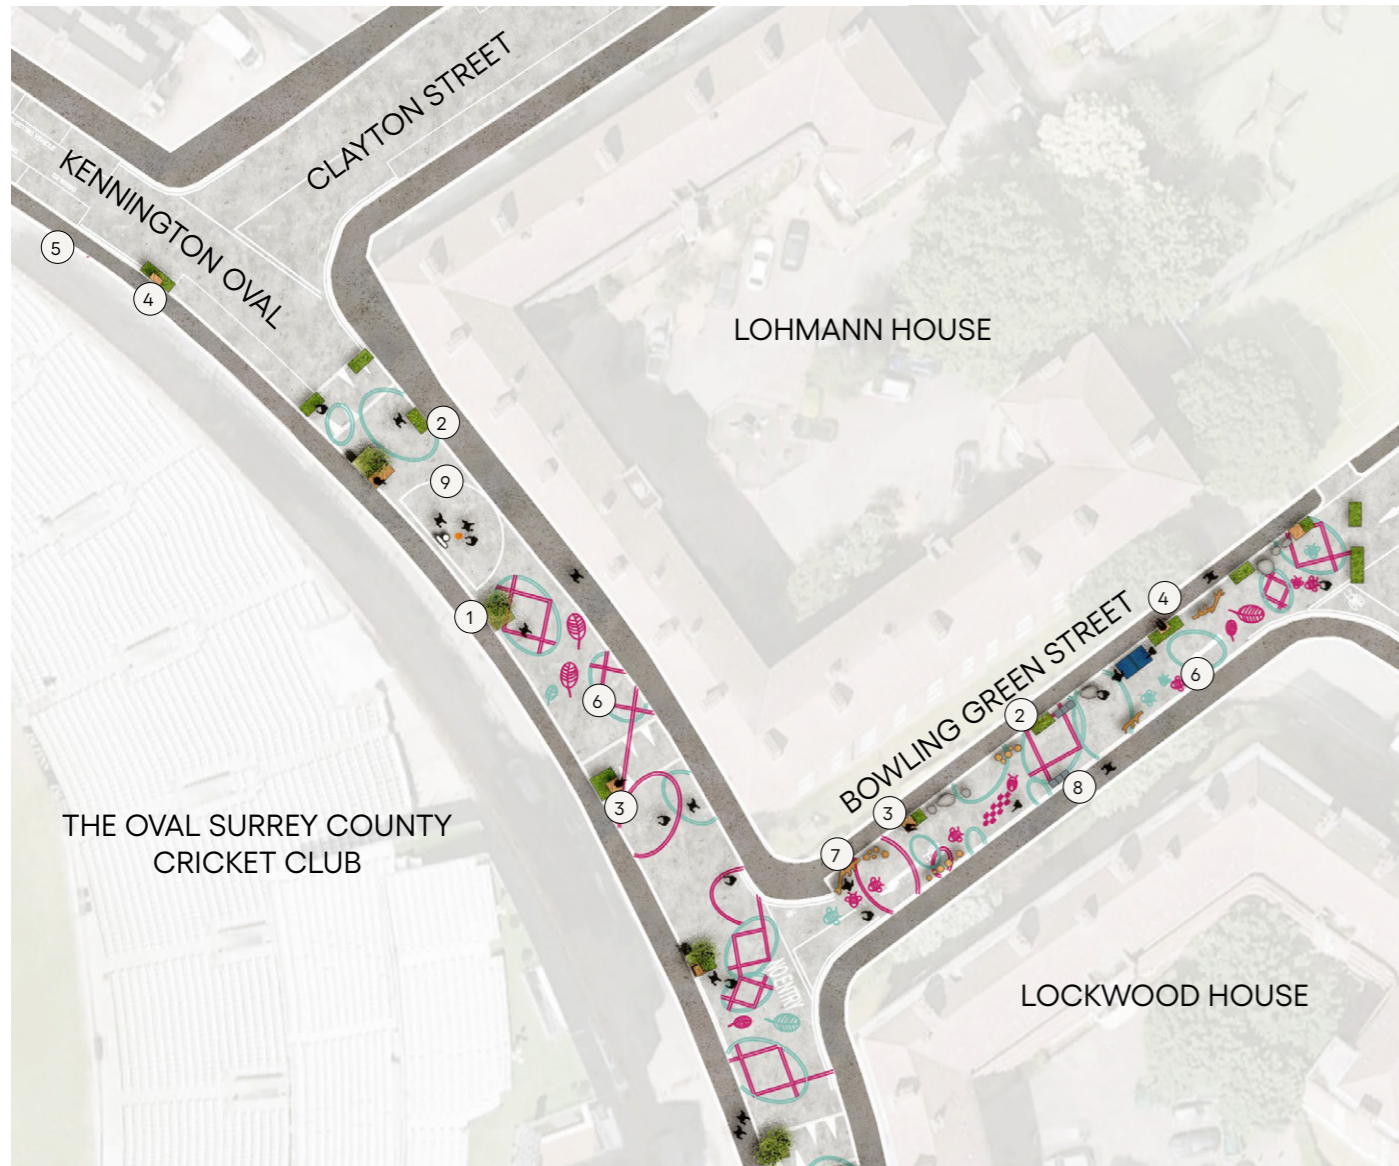 CLAYTON STREET
KENNINGTON OVAL
5
4
LOHMANN HOUSE
2
9
1
BOWLING GREEN STREET
4
6
6
2
8
3
3
7
THE OVAL SURREY COUNTY
CRICKET CLUB
NO ENTRY
LOCKWOOD HOUSE